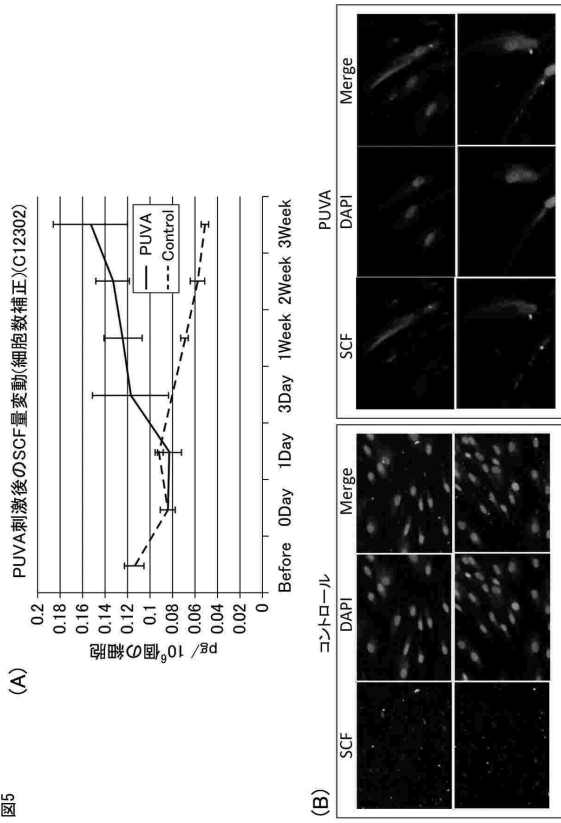 図5
(A)
PUVA刺激後のSCF量変動(細胞数補正)(C12302)
pg/10⁶個の細胞
0.2
0.18
0.16
0.14
0.12
0.1
0.08
0.06
0.04
0.02
0
PUVA
Control
Before 0Day 1Day 3Day 1Week 2Week 3Week
(B)
コントロール
SCF DAPI Merge
PUVA
SCF DAPI Merge